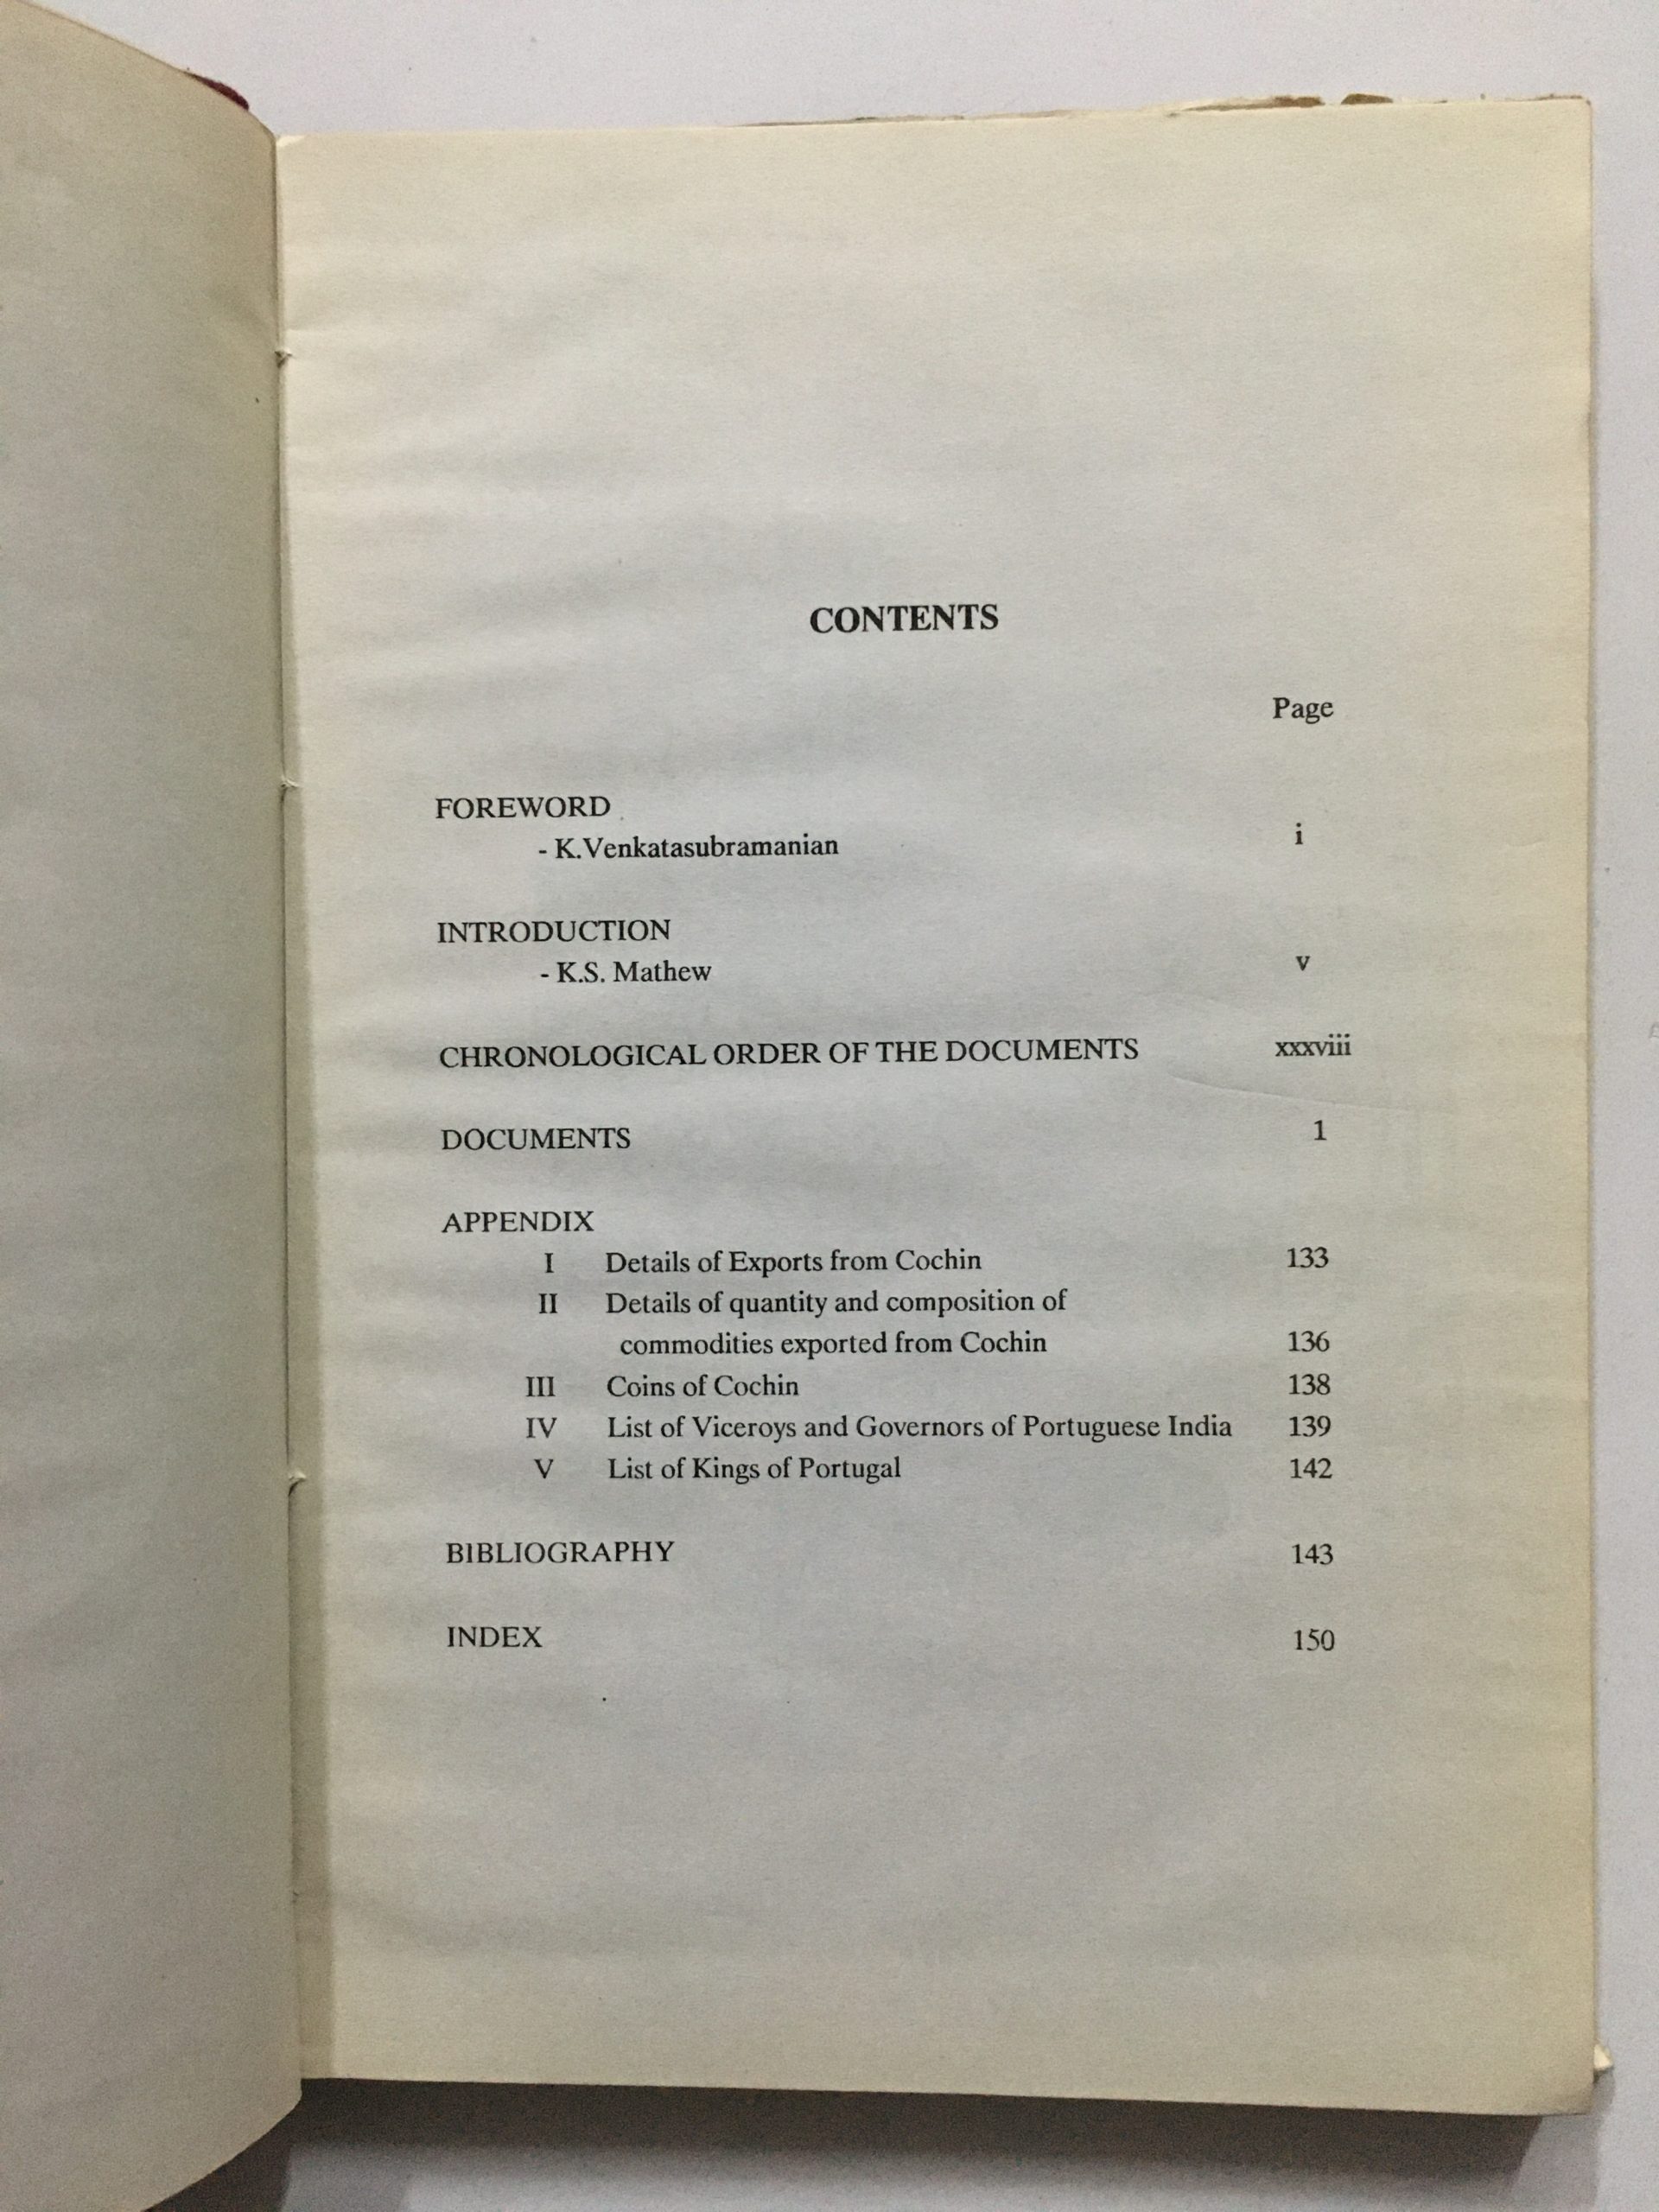 CONTENTS
Page
FOREWORD
- K.Venkatasubramanian i
INTRODUCTION
- K.S. Mathew v
CHRONOLOGICAL ORDER OF THE DOCUMENTS xxxviii
DOCUMENTS 1
APPENDIX
I Details of Exports from Cochin 133
II Details of quantity and composition of
commodities exported from Cochin 136
III Coins of Cochin 138
IV List of Viceroys and Governors of Portuguese India 139
V List of Kings of Portugal 142
BIBLIOGRAPHY 143
INDEX 150